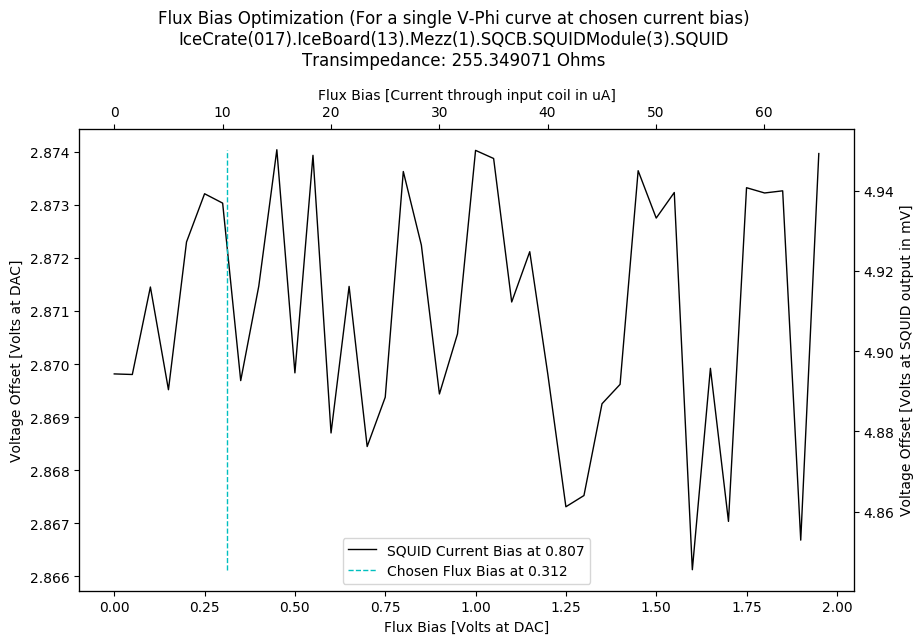 Flux Bias Optimization (For a single V-Phi curve at chosen current bias)
IceCrate(017).IceBoard(13).Mezz(1).SQCB.SQUIDModule(3).SQUID
Transimpedance: 255.349071 Ohms
Flux Bias [Current through input coil in uA]
0 10 20 30 40 50 60
Voltage Offset [Volts at DAC]
2.874
2.873
2.872
2.871
2.870
2.869
2.868
2.867
2.866
4.94
4.92
4.90
4.88
4.86
Voltage Offset [Volts at SQUID output in mV]
SQUID Current Bias at 0.807
Chosen Flux Bias at 0.312
0.00 0.25 0.50 0.75 1.00 1.25 1.50 1.75 2.00
Flux Bias [Volts at DAC]